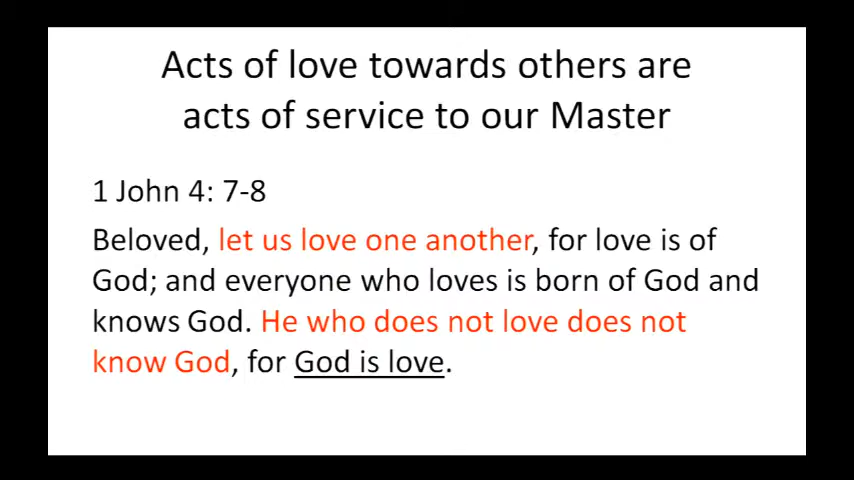 Acts of love towards others are
acts of service to our Master
1 John 4: 7-8
Beloved, let us love one another, for love is of
God; and everyone who loves is born of God and
knows God. He who does not love does not
know God, for God is love.